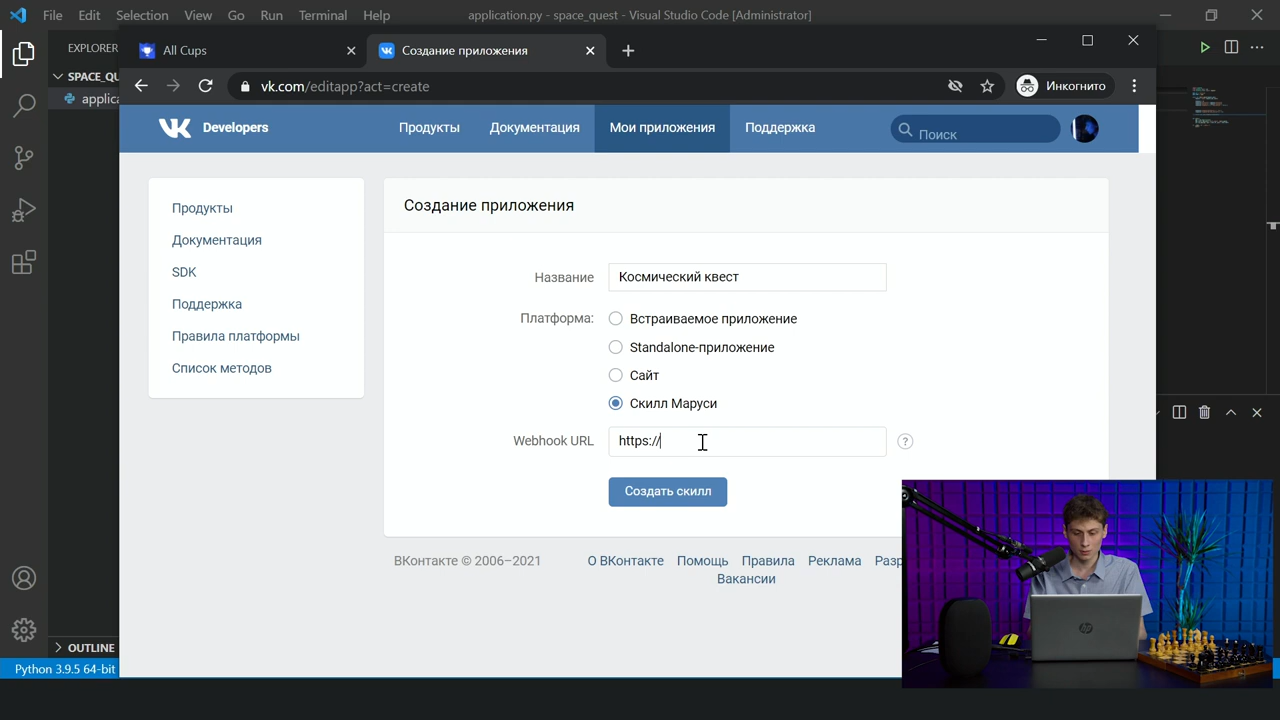 File Edit Selection View Go Run Terminal Help
application.py - space_quest - Visual Studio Code [Administrator]
EXPLORER
SPACE_QU
applica
All Cups
Создание приложения
vk.com/editapp?act=create
Инкогнито
Developers
Продукты
Документация
Мои приложения
Поддержка
Поиск
Продукты
Документация
SDK
Поддержка
Правила платформы
Список методов
Создание приложения
Название
Космический квест
Платформа:
Встраиваемое приложение
Standalone-приложение
Сайт
Скилл Маруси
Webhook URL
https://
?
Создать скилл
ВКонтакте © 2006–2021
О ВКонтакте Помощь Правила Реклама Разр
Вакансии
OUTLINE
Python 3.9.5 64-bit